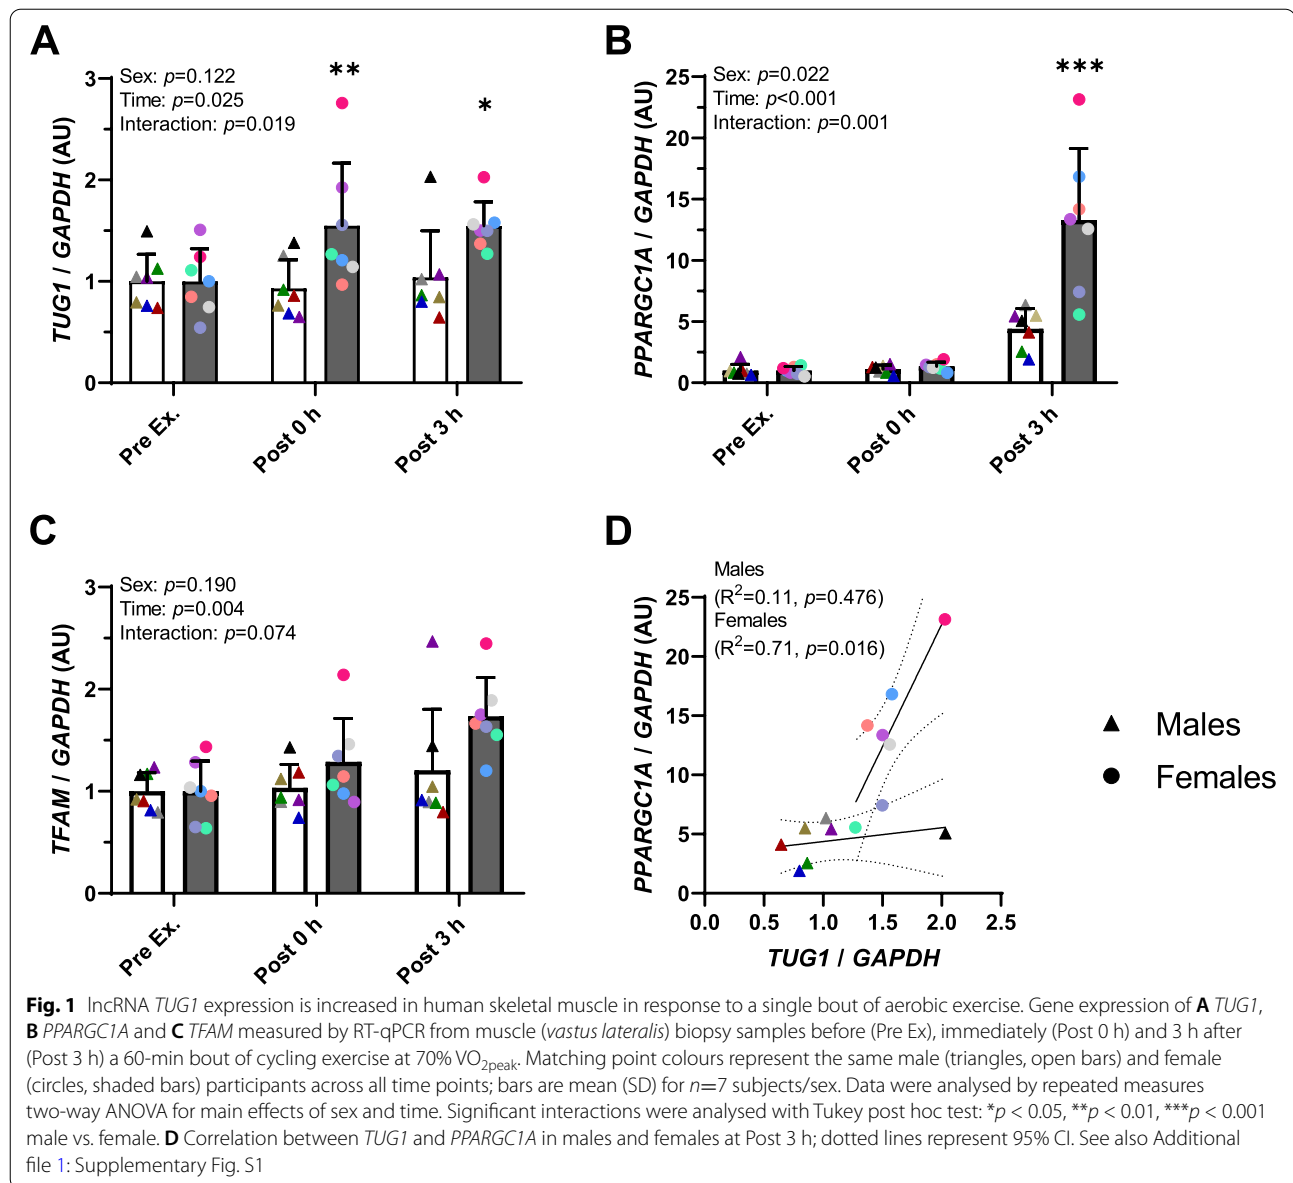 A
TUG1 / GAPDH (AU)
Sex: p=0.122
Time: p=0.025
Interaction: p=0.019
**
*
3
2
1
0
Pre Ex.
Post 0 h
Post 3 h
B
PPARGC1A / GAPDH (AU)
Sex: p=0.022
Time: p<0.001
Interaction: p=0.001
***
25
20
15
10
5
0
Pre Ex.
Post 0 h
Post 3 h
C
TFAM / GAPDH (AU)
Sex: p=0.190
Time: p=0.004
Interaction: p=0.074
3
2
1
0
Pre Ex.
Post 0 h
Post 3 h
D
PPARGC1A / GAPDH (AU)
Males
(R²=0.11, p=0.476)
Females
(R²=0.71, p=0.016)
25
20
15
10
5
0
0.0 0.5 1.0 1.5 2.0 2.5
TUG1 / GAPDH
Males
Females
Fig. 1 lncRNA TUG1 expression is increased in human skeletal muscle in response to a single bout of aerobic exercise. Gene expression of A TUG1,
B PPARGC1A and C TFAM measured by RT-qPCR from muscle (vastus lateralis) biopsy samples before (Pre Ex), immediately (Post 0 h) and 3 h after
(Post 3 h) a 60-min bout of cycling exercise at 70% VO₂peak. Matching point colours represent the same male (triangles, open bars) and female
(circles, shaded bars) participants across all time points; bars are mean (SD) for n=7 subjects/sex. Data were analysed by repeated measures
two-way ANOVA for main effects of sex and time. Significant interactions were analysed with Tukey post hoc test: *p < 0.05, **p < 0.01, ***p < 0.001
male vs. female. D Correlation between TUG1 and PPARGC1A in males and females at Post 3 h; dotted lines represent 95% CI. See also Additional
file 1: Supplementary Fig. S1